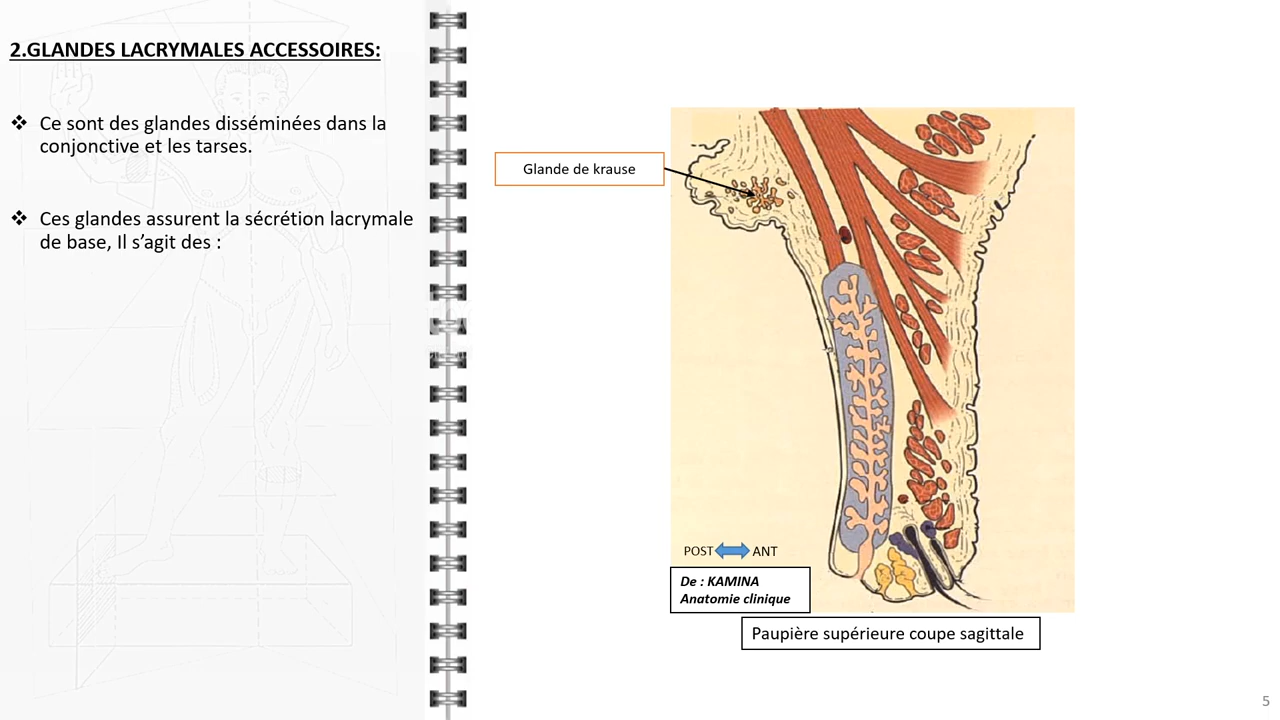 2.GLANDES LACRYMALES ACCESSOIRES:
❖ Ce sont des glandes disséminées dans la
conjonctive et les tarses.
❖ Ces glandes assurent la sécrétion lacrymale
de base, Il s’agit des :
Glande de krause
POST ANT
De : KAMINA
Anatomie clinique
Paupière supérieure coupe sagittale
5